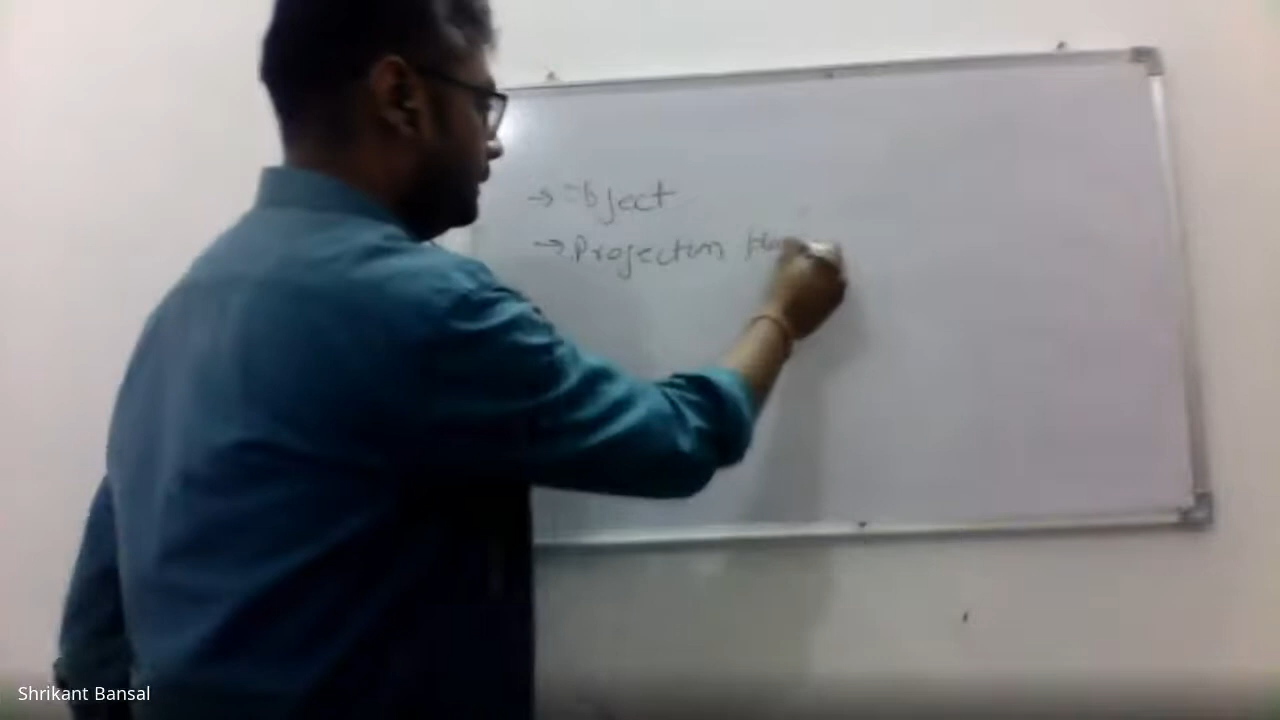 → Object
→ Projection
Shrikant Bansal